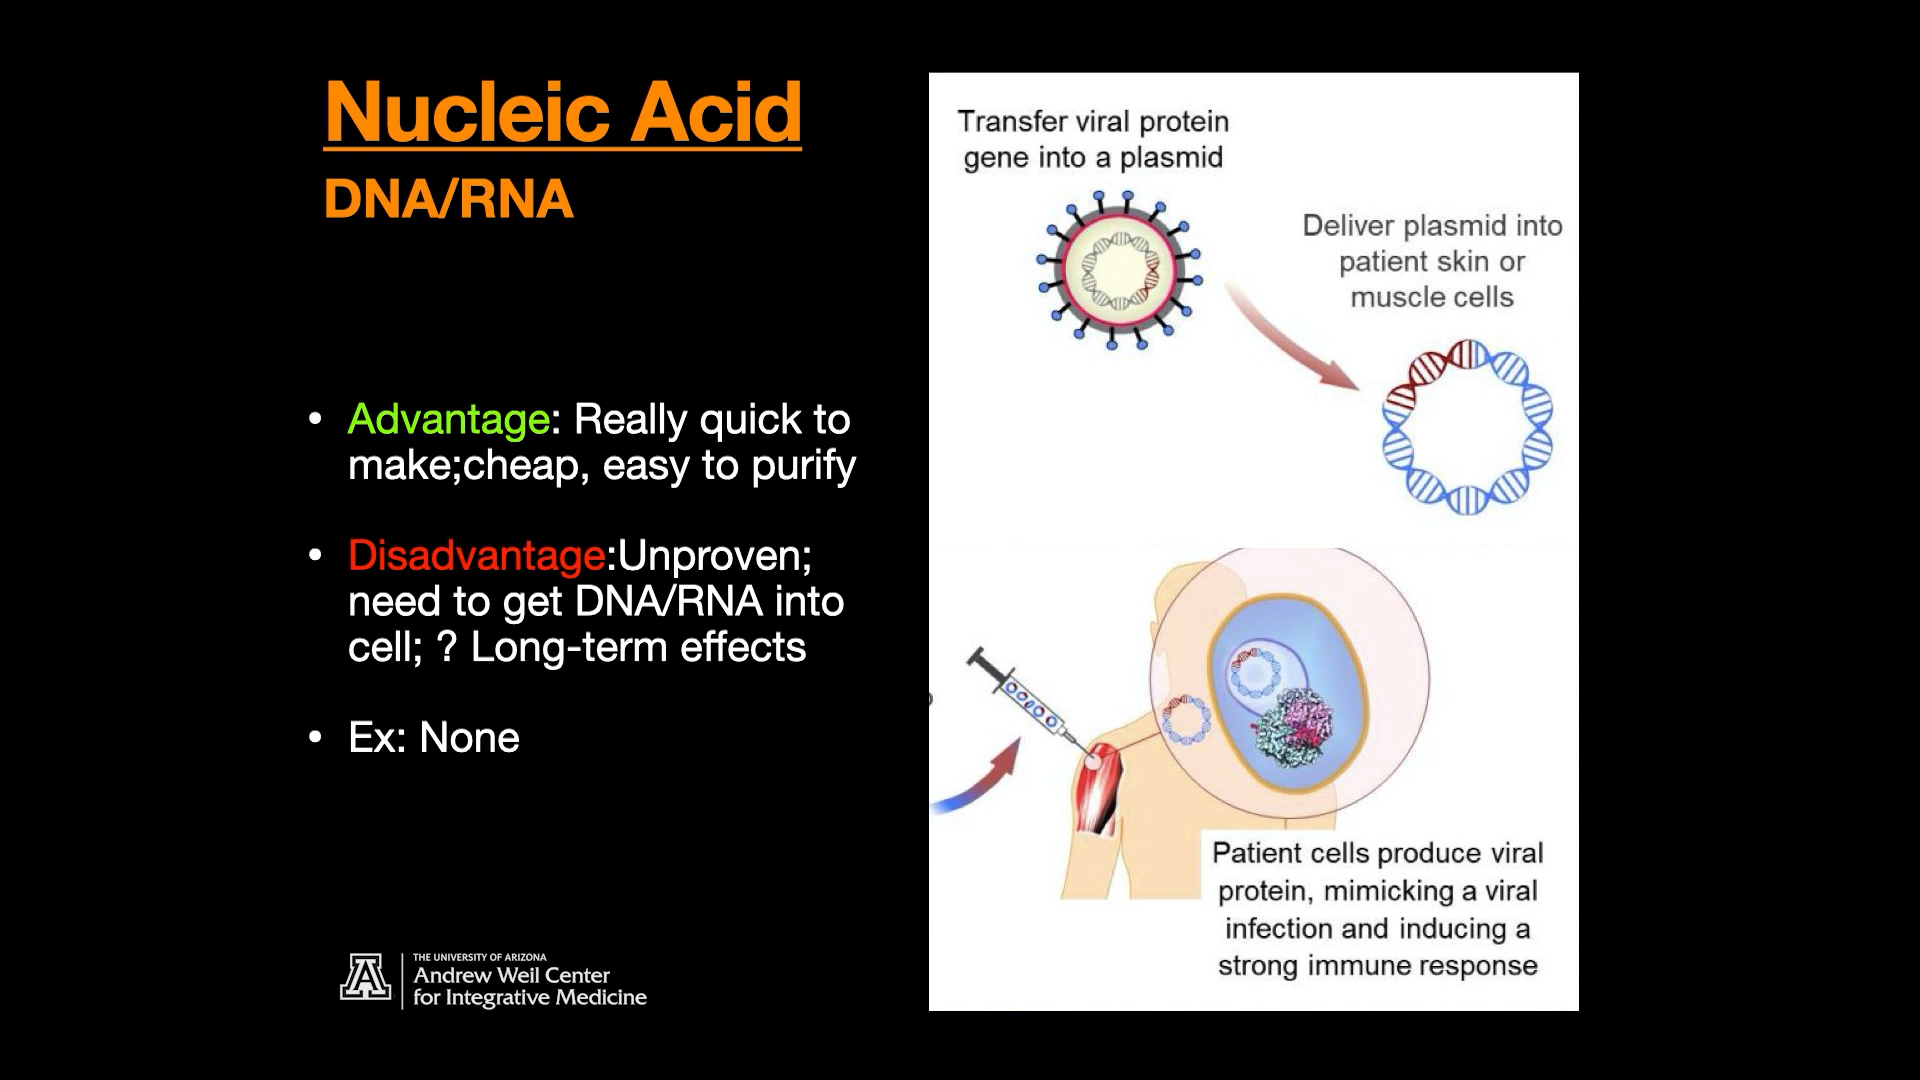 Nucleic Acid
DNA/RNA
• Advantage: Really quick to
make;cheap, easy to purify
• Disadvantage:Unproven;
need to get DNA/RNA into
cell; ? Long-term effects
• Ex: None
THE UNIVERSITY OF ARIZONA
Andrew Weil Center
for Integrative Medicine
Transfer viral protein
gene into a plasmid
Deliver plasmid into
patient skin or
muscle cells
Patient cells produce viral
protein, mimicking a viral
infection and inducing a
strong immune response